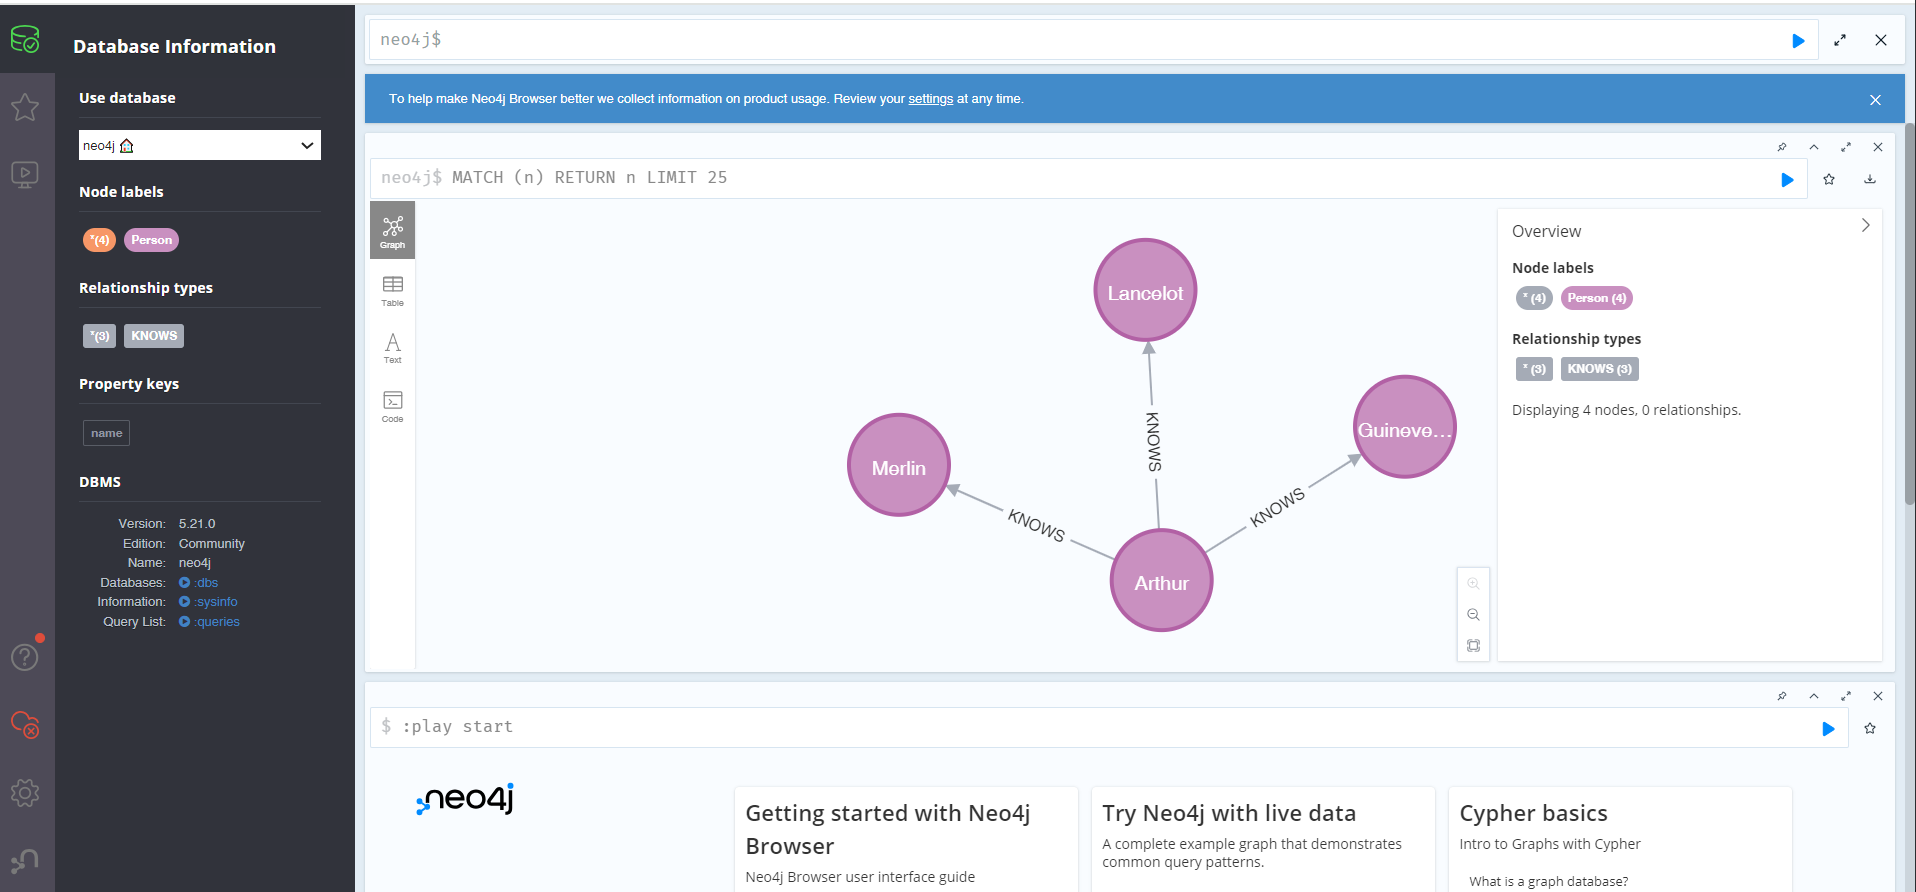 Database Information
Use database
neo4j
Node labels
*(4) Person
Relationship types
*(3) KNOWS
Property keys
name
DBMS
Version: 5.21.0
Edition: Community
Name: neo4j
Databases: :dbs
Information: :sysinfo
Query List: :queries
neo4j$
To help make Neo4j Browser better we collect information on product usage. Review your settings at any time.
neo4j$ MATCH (n) RETURN n LIMIT 25
Graph
Table
Text
Code
Lancelot
Guineve...
Merlin
Arthur
KNOWS
KNOWS
KNOWS
Overview
Node labels
* (4) Person (4)
Relationship types
* (3) KNOWS (3)
Displaying 4 nodes, 0 relationships.
$ :play start
neo4j
Getting started with Neo4j
Browser
Neo4j Browser user interface guide
Try Neo4j with live data
A complete example graph that demonstrates
common query patterns.
Cypher basics
Intro to Graphs with Cypher
What is a graph database?